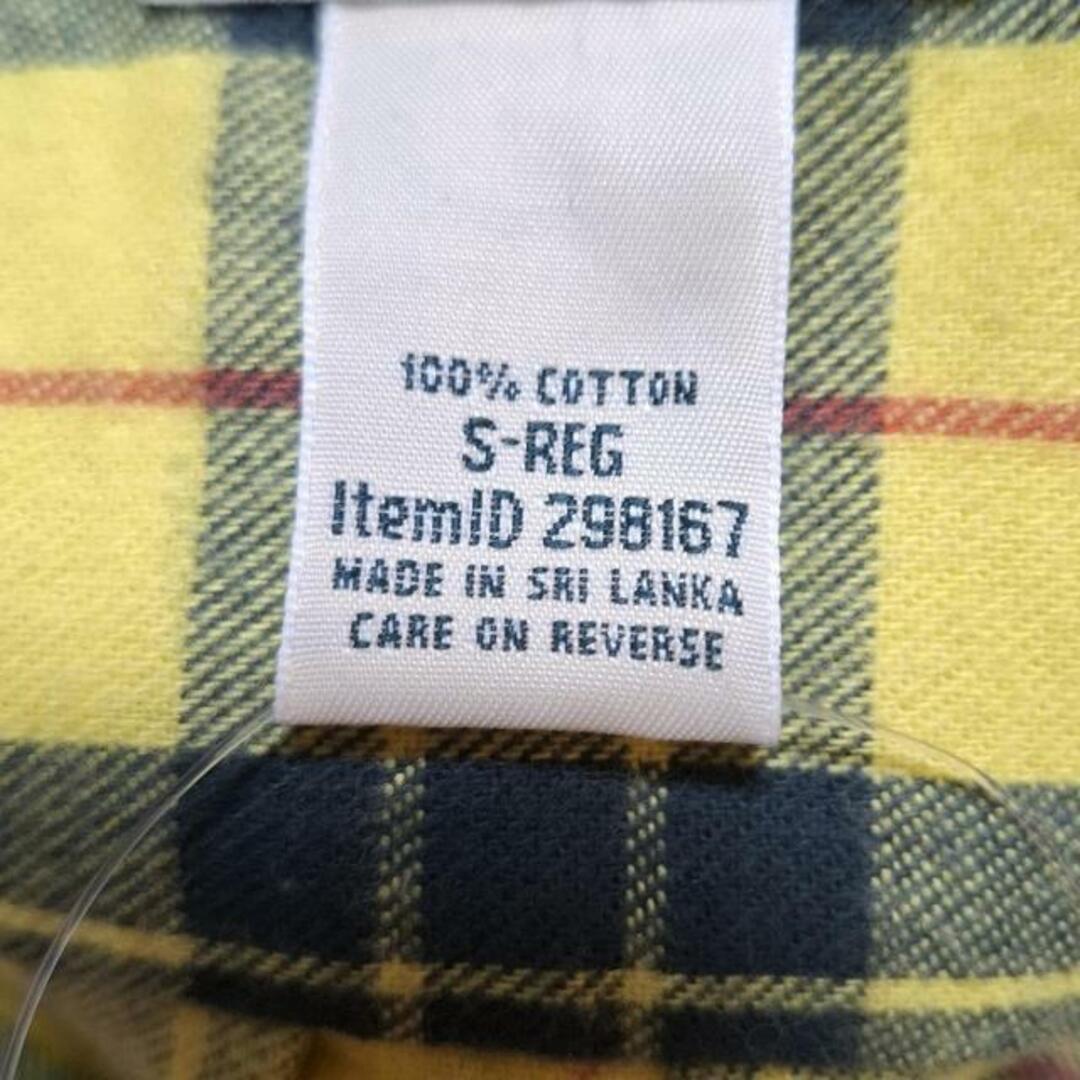 100% COTTON
S-REG
ItemID 298167
MADE IN SRI LANKA
CARE ON REVERSE